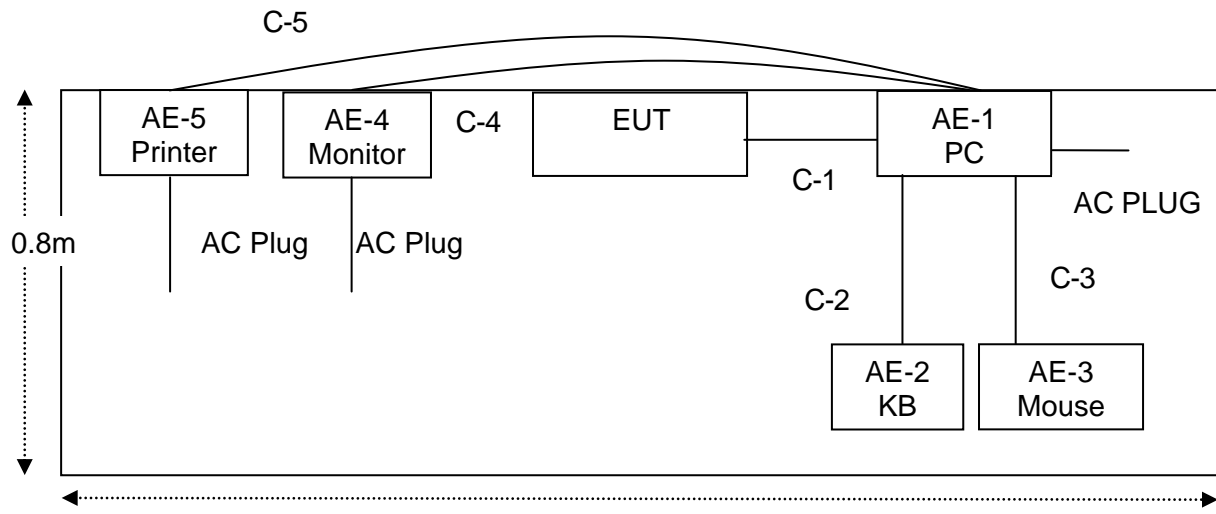 C-5
AE-5
Printer
AE-4
Monitor
C-4
EUT
AE-1
PC
C-1
AC PLUG
0.8m
AC Plug
AC Plug
C-2
C-3
AE-2
KB
AE-3
Mouse